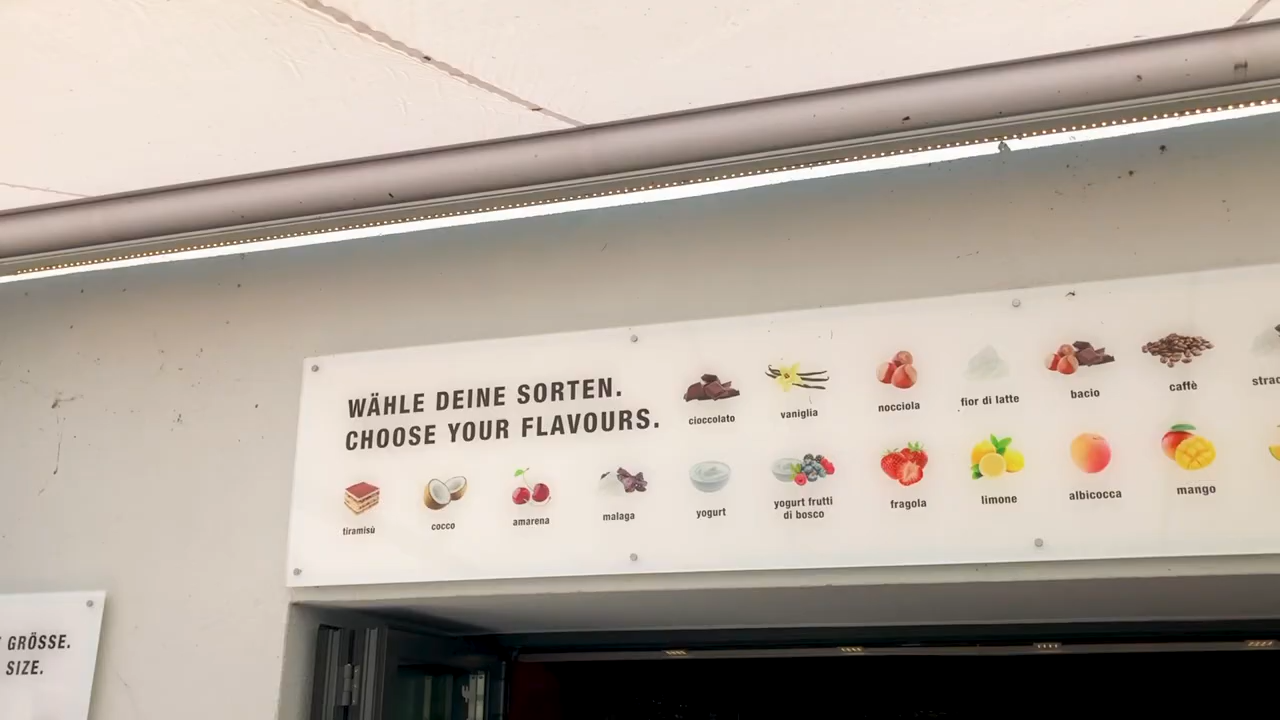 WÄHLE DEINE SORTEN.
CHOOSE YOUR FLAVOURS.
cioccolato
vaniglia
nocciola
fior di latte
bacio
caffè
tiramisù
cocco
amarena
malaga
yogurt
yogurt frutti
di bosco
fragola
limone
albicocca
mango
GRÖSSE.
SIZE.